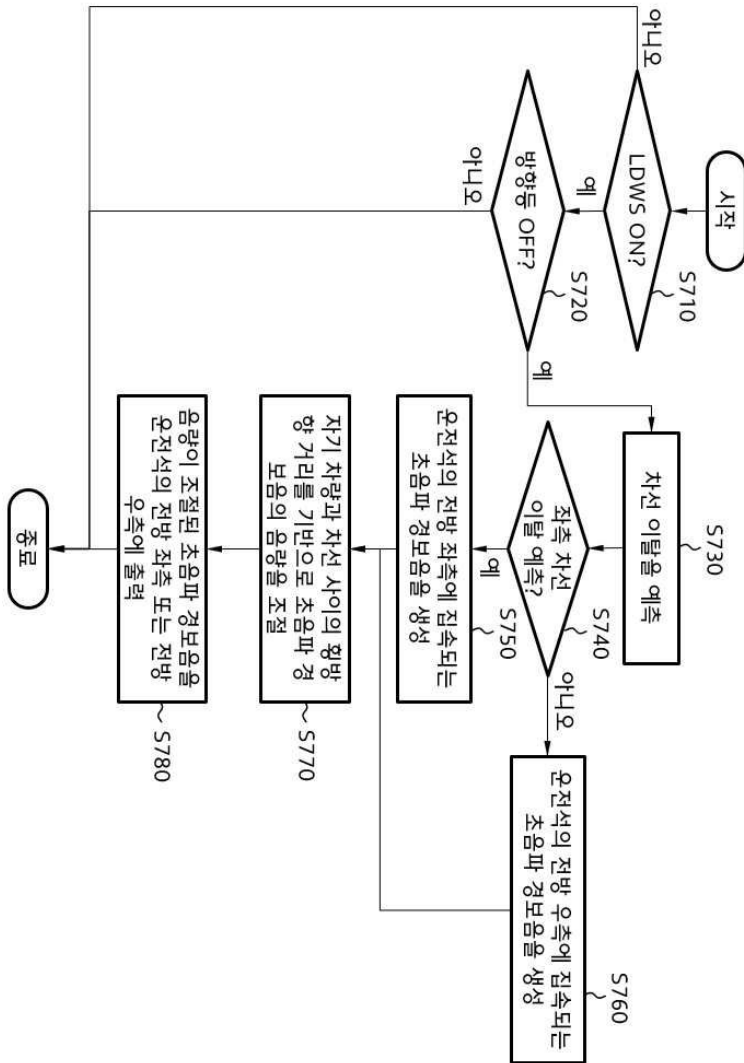 시작
LDWS ON?
S710
예
아니오
방향등 OFF?
S720
아니오
예
차선 이탈을 예측
S730
좌측 차선
이탈 예측?
S740
예
아니오
운전석의 전방 좌측에 집속되는
초음파 경보음을 생성
S750
운전석의 전방 우측에 집속되는
초음파 경보음을 생성
S760
자기 차량과 차선 사이의 횡방
향 거리를 기반으로 초음파 경
보음의 음량을 조절
S770
음량이 조절된 초음파 경보음을
운전석의 전방 좌측 또는 전방
우측에 출력
S780
종료